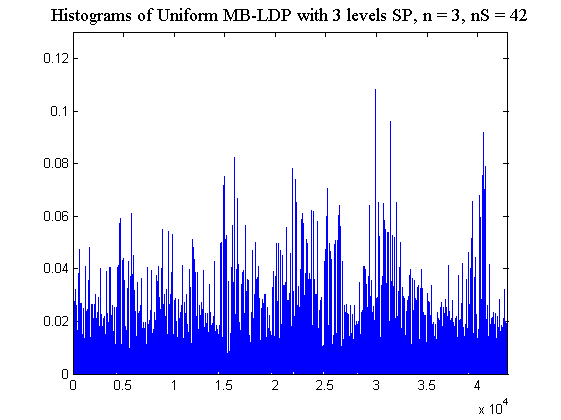 Histograms of Uniform MB-LDP with 3 levels SP, n = 3, nS = 42
0.12
0.1
0.08
0.06
0.04
0.02
0
0 0.5 1 1.5 2 2.5 3 3.5 4
x 10^4